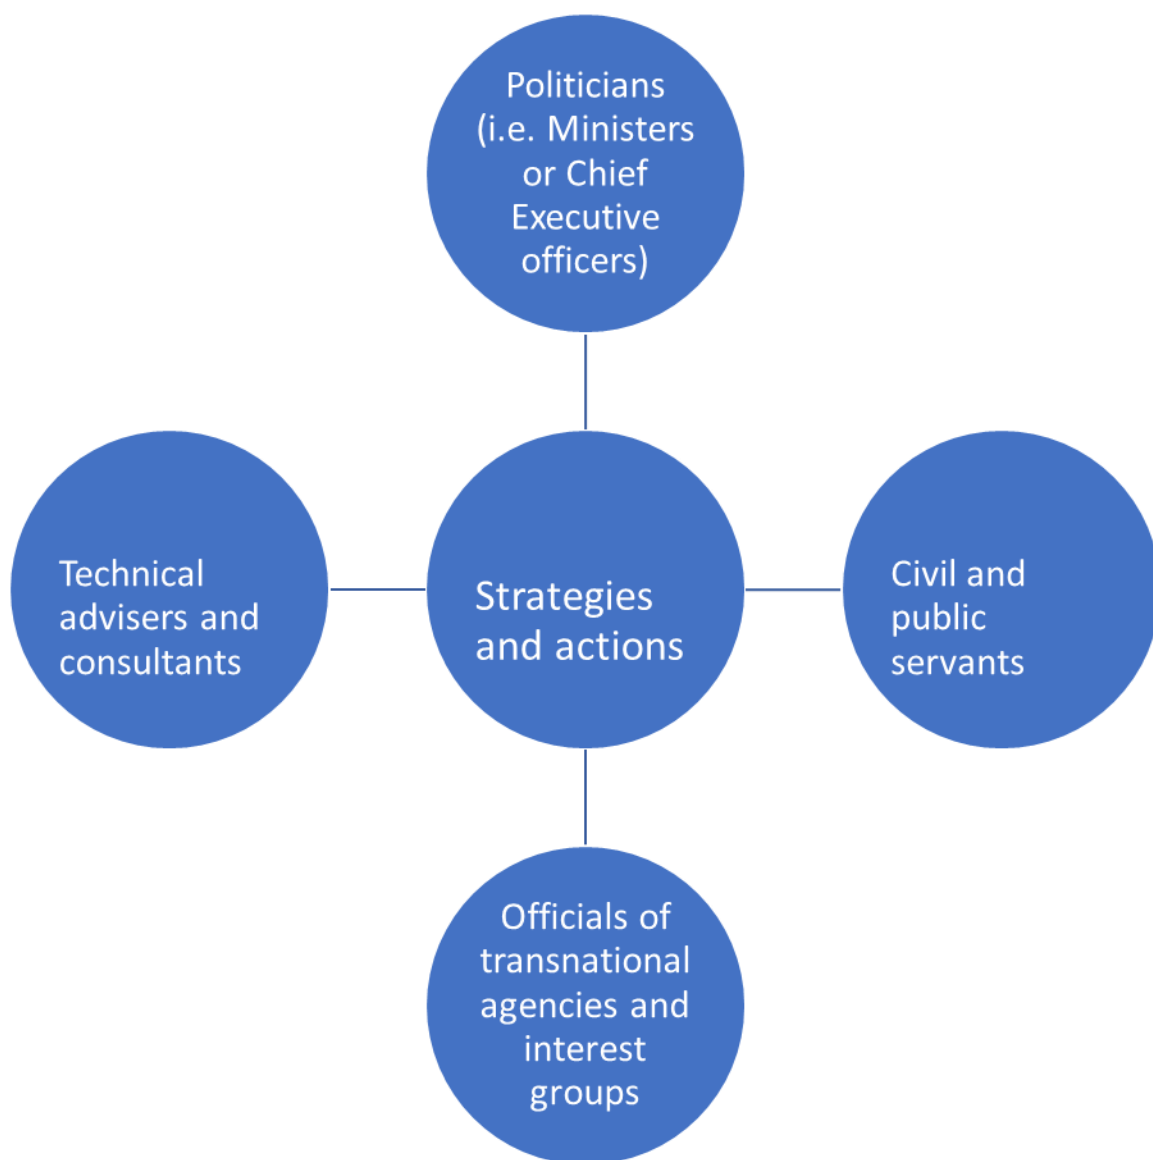 Politicians
(i.e. Ministers
or Chief
Executive
officers)
Technical
advisers and
consultants
Strategies
and actions
Civil and
public
servants
Officials of
transnational
agencies and
interest
groups